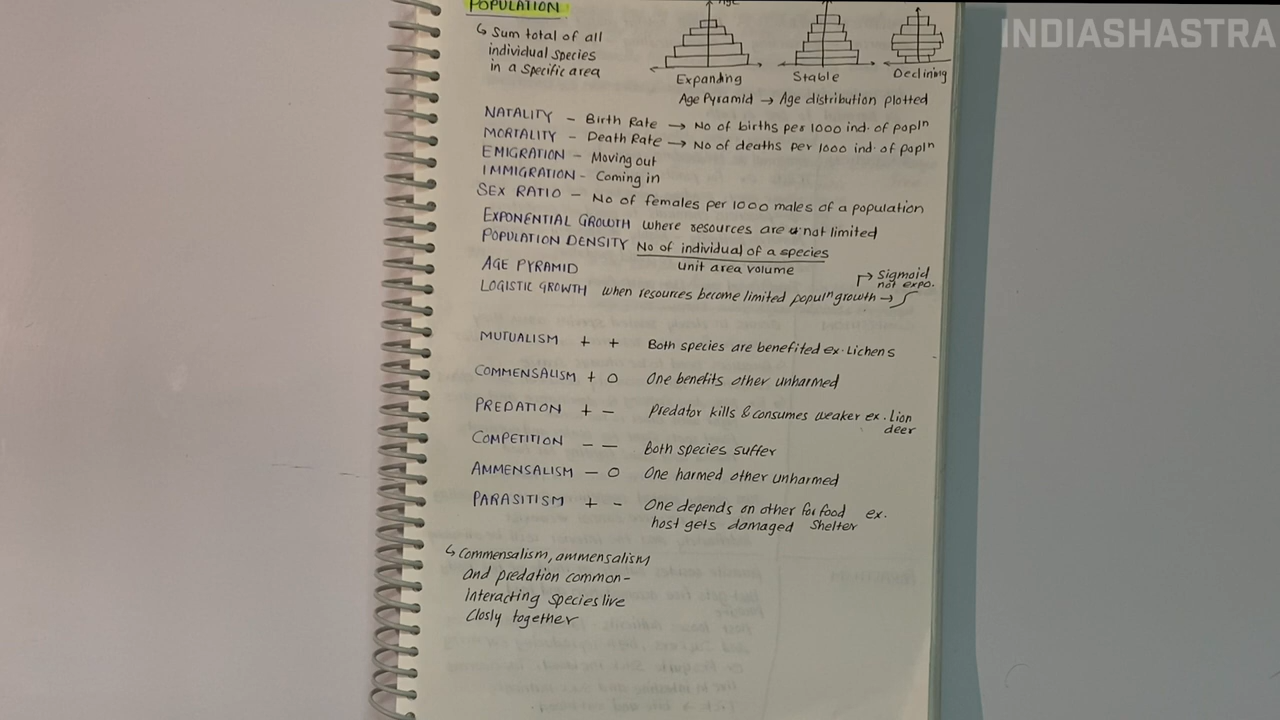 INDIASHASTRA
POPULATION
↳ Sum total of all
individual species
in a specific area
Age
Expanding Stable Declining
Age Pyramid → Age distribution plotted
NATALITY - Birth Rate → No of births per 1000 ind. of popln
MORTALITY - Death Rate → No of deaths per 1000 ind. of popln
EMIGRATION - Moving out
IMMIGRATION - Coming in
SEX RATIO - No of females per 1000 males of a population
EXPONENTIAL GROWTH where resources are not limited
POPULATION DENSITY No of individual of a species
unit area volume
AGE PYRAMID
↱ Sigmoid
not expo.
LOGISTIC GROWTH when resources become limited populn growth →
MUTUALISM + + Both species are benefited ex. Lichens
COMMENSALISM + 0 One benefits other unharmed
PREDATION + - Predator kills & consumes weaker ex. Lion
deer
COMPETITION - - Both species suffer
AMMENSALISM - 0 One harmed other unharmed
PARASITISM + - One depends on other for food ex.
host gets damaged shelter
↳ Commensalism, ammensalism
and predation common-
Interacting species live
closly together